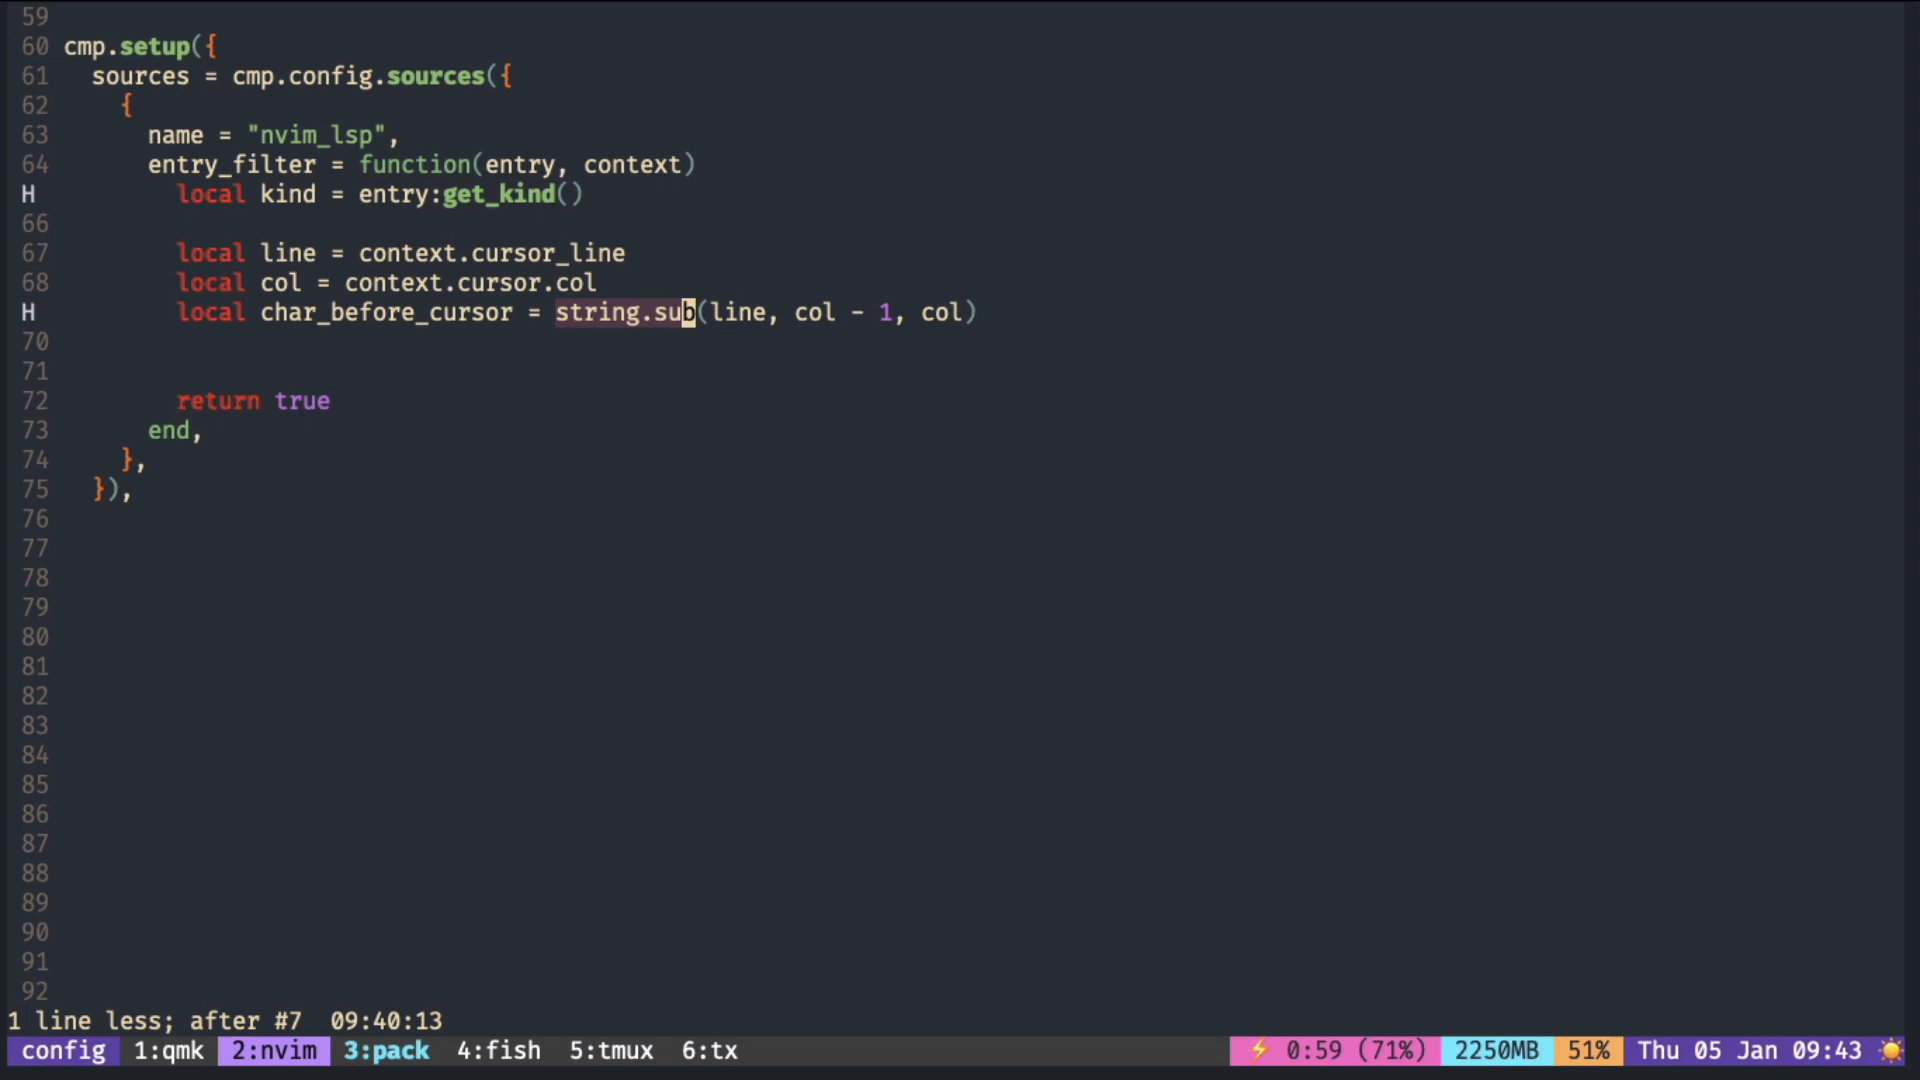 59
60 cmp.setup({
61   sources = cmp.config.sources({
62     {
63       name = "nvim_lsp",
64       entry_filter = function(entry, context)
H         local kind = entry:get_kind()
66
67         local line = context.cursor_line
68         local col = context.cursor.col
H         local char_before_cursor = string.sub(line, col - 1, col)
70
71
72         return true
73       end,
74     },
75   }),
76
77
78
79
80
81
82
83
84
85
86
87
88
89
90
91
92
1 line less; after #7  09:40:13
config 1:qmk 2:nvim 3:pack 4:fish 5:tmux 6:tx ⚡ 0:59 (71%) 2250MB 51% Thu 05 Jan 09:43 ☀️